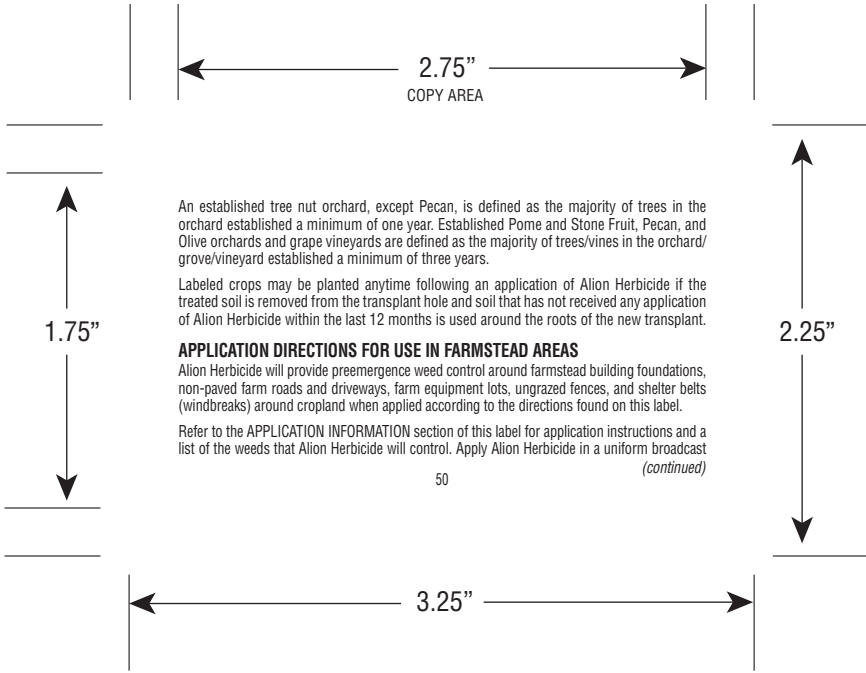 2.75”
COPY AREA
An established tree nut orchard, except Pecan, is defined as the majority of trees in the
orchard established a minimum of one year. Established Pome and Stone Fruit, Pecan, and
Olive orchards and grape vineyards are defined as the majority of trees/vines in the orchard/
grove/vineyard established a minimum of three years.
Labeled crops may be planted anytime following an application of Alion Herbicide if the
treated soil is removed from the transplant hole and soil that has not received any application
of Alion Herbicide within the last 12 months is used around the roots of the new transplant.
1.75”
2.25”
APPLICATION DIRECTIONS FOR USE IN FARMSTEAD AREAS
Alion Herbicide will provide preemergence weed control around farmstead building foundations,
non-paved farm roads and driveways, farm equipment lots, ungrazed fences, and shelter belts
(windbreaks) around cropland when applied according to the directions found on this label.
Refer to the APPLICATION INFORMATION section of this label for application instructions and a
list of the weeds that Alion Herbicide will control. Apply Alion Herbicide in a uniform broadcast
(continued)
50
3.25”